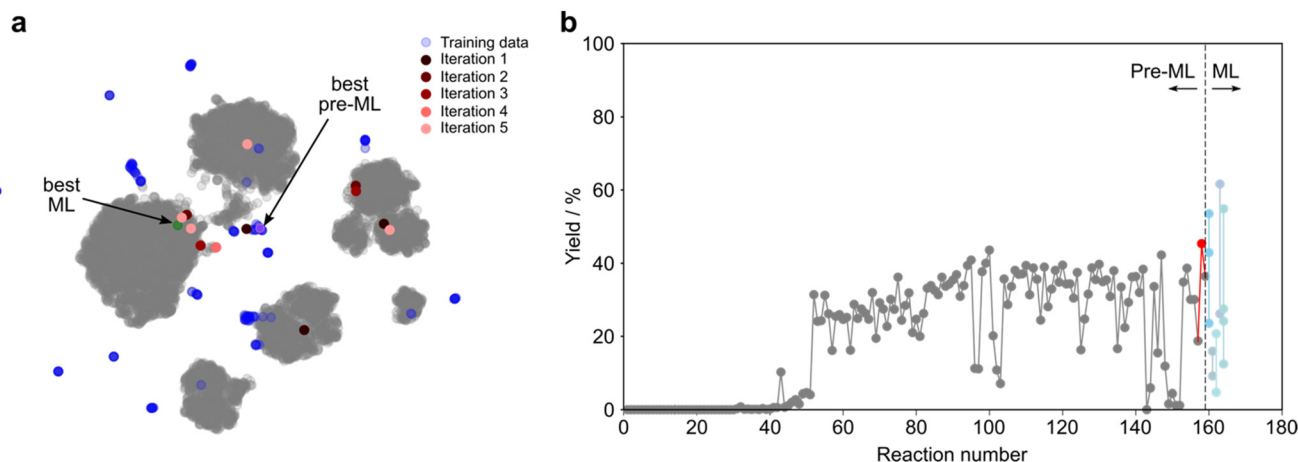 a
Training data
Iteration 1
Iteration 2
Iteration 3
Iteration 4
Iteration 5
best
pre-ML
best
ML
b
100
80
60
40
20
0
Yield / %
Pre-ML
ML
0 20 40 60 80 100 120 140 160 180
Reaction number